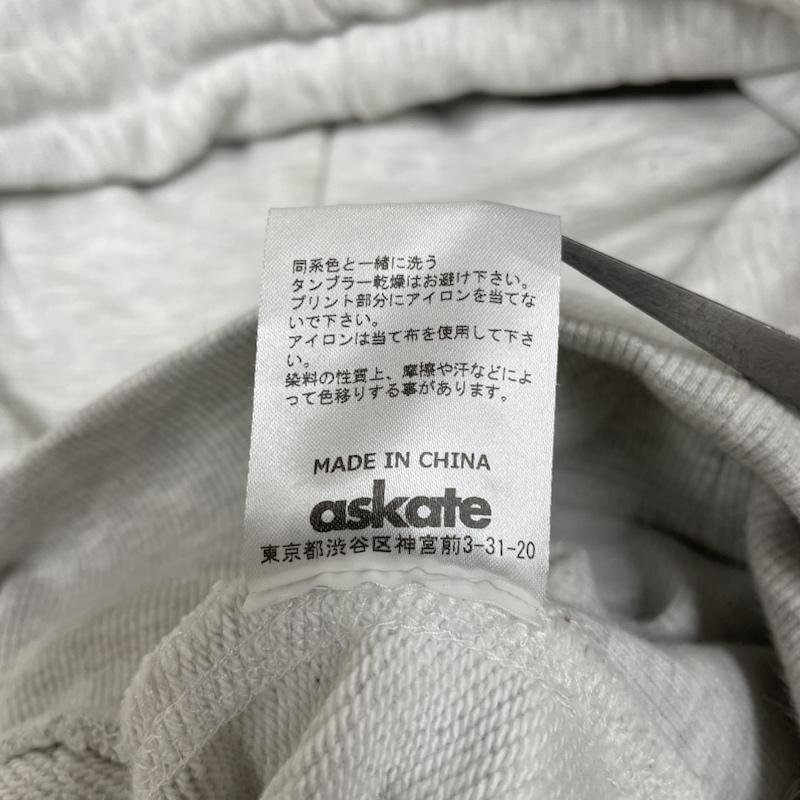 同系色と一緒に洗う
タンブラー乾燥はお避け下さい。
プリント部分にアイロンを当てな
いで下さい。
アイロンは当て布を使用して下さ
い。
染料の性質上、摩擦や汗などによ
って色移りする事があります。
MADE IN CHINA
askate
東京都渋谷区神宮前3-31-20